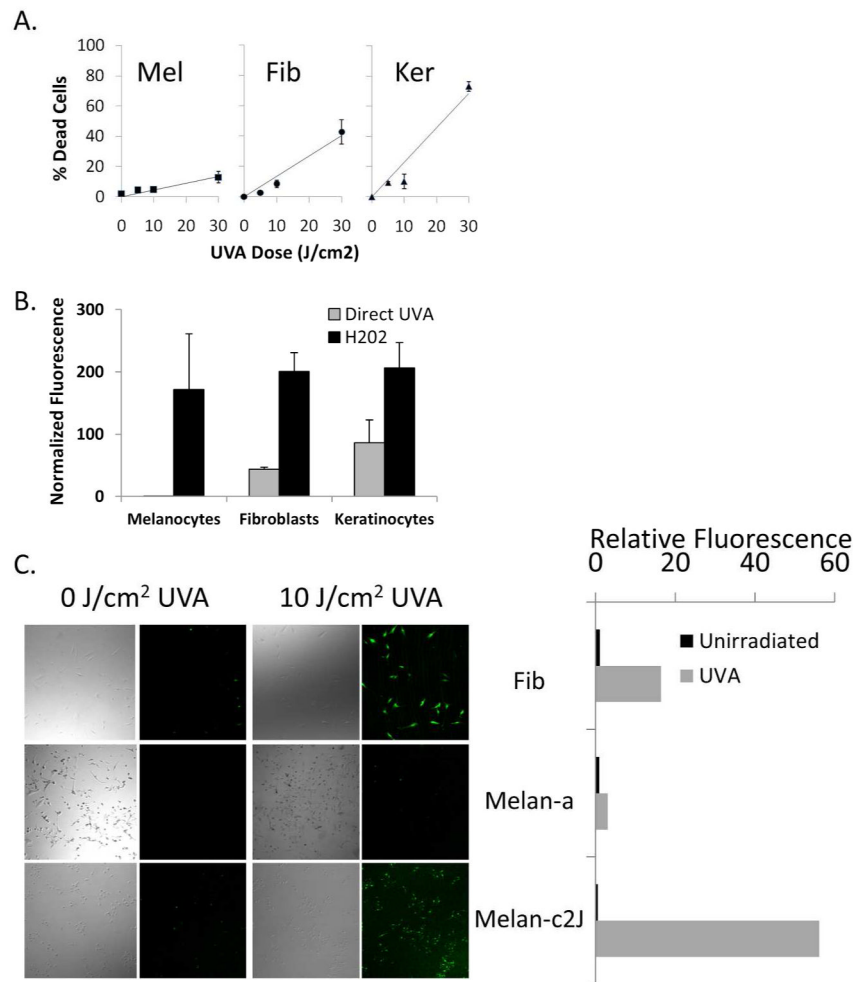 A.
Mel Fib Ker
% Dead Cells
100
80
60
40
20
0
0 10 20 30 0 10 20 30 0 10 20 30
UVA Dose (J/cm2)
B.
Normalized Fluorescence
300
200
100
0
Direct UVA
H202
Melanocytes Fibroblasts Keratinocytes
C.
0 J/cm² UVA 10 J/cm² UVA
Relative Fluorescence
0 20 40 60
Unirradiated
UVA
Fib
Melan-a
Melan-c2J